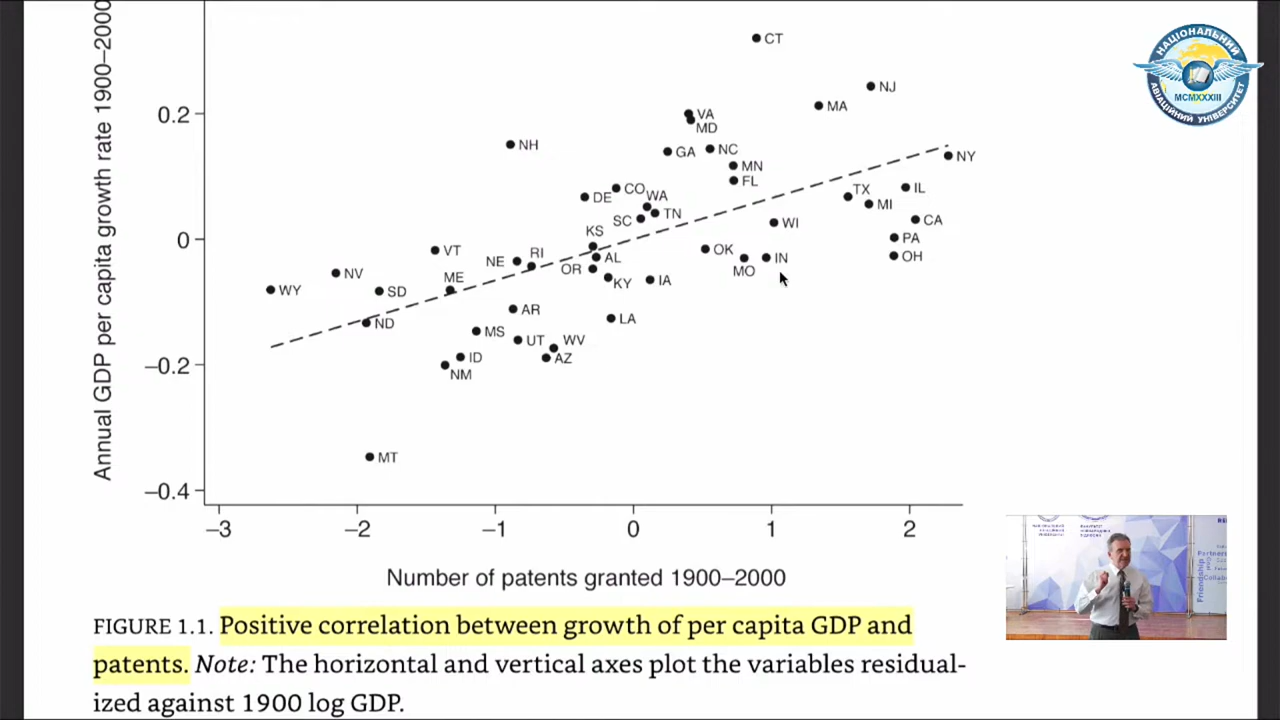 Annual GDP per capita growth rate 1900–2000
0.2
0
−0.2
−0.4
−3
−2
−1
0
1
2
CT
NJ
MA
VA
MD
NH
NC
GA
NY
MN
FL
TX
IL
CO
DE
WA
MI
TN
SC
CA
WI
KS
PA
VT
OK
RI
AL
OH
NE
IN
OR
MO
NV
ME
KY
IA
WY
SD
AR
LA
ND
MS
UT
WV
ID
AZ
NM
MT
Number of patents granted 1900–2000
FIGURE 1.1. Positive correlation between growth of per capita GDP and
patents. Note: The horizontal and vertical axes plot the variables residual-
ized against 1900 log GDP.
НАЦІОНАЛЬНИЙ
АВІАЦІЙНИЙ УНІВЕРСИТЕТ
MCMXXXIII
Friendship